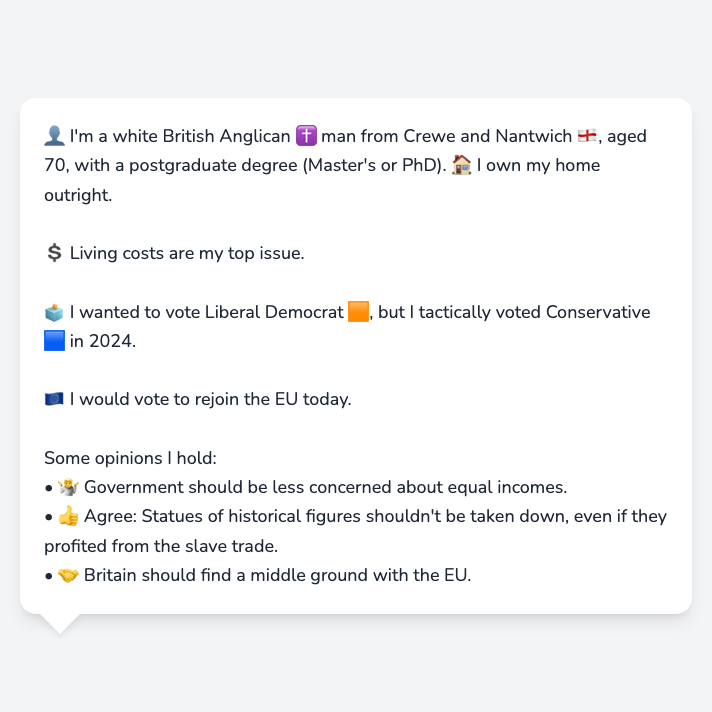 👤 I'm a white British Anglican ✝️ man from Crewe and Nantwich 🏴󠁧󠁢󠁥󠁮󠁧󠁿, aged
70, with a postgraduate degree (Master's or PhD). 🏠 I own my home
outright.
💲 Living costs are my top issue.
🗳️ I wanted to vote Liberal Democrat 🟧, but I tactically voted Conservative
🟦 in 2024.
🇪🇺 I would vote to rejoin the EU today.
Some opinions I hold:
• 🤷 Government should be less concerned about equal incomes.
• 👍 Agree: Statues of historical figures shouldn't be taken down, even if they
profited from the slave trade.
• 🤝 Britain should find a middle ground with the EU.